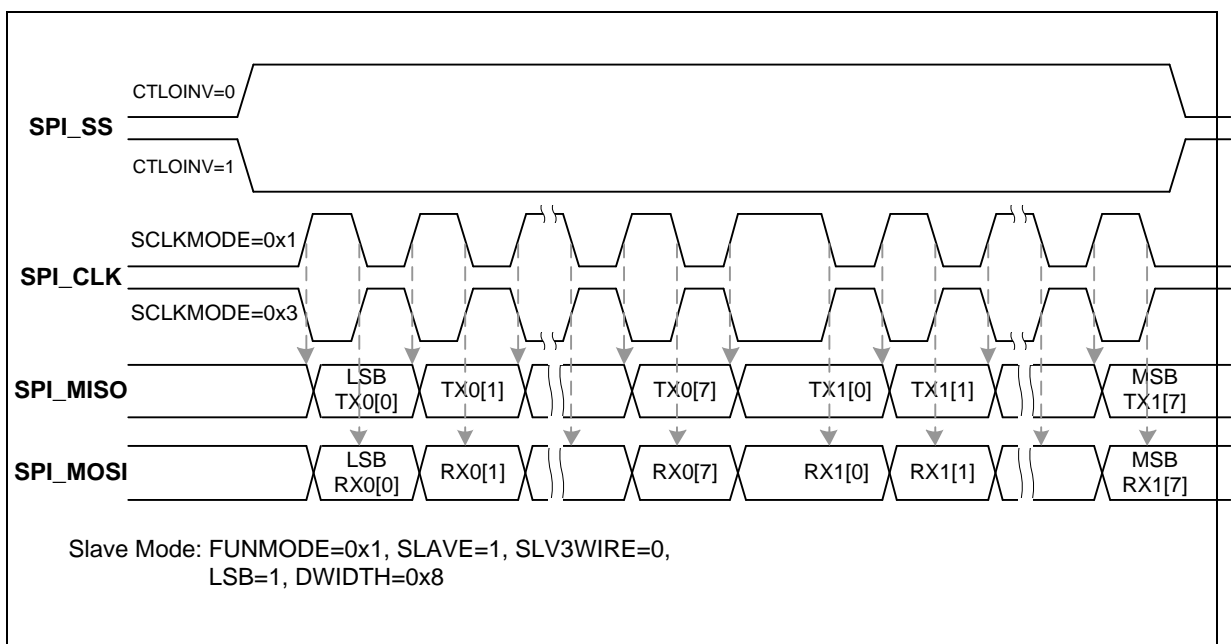 CTLOINV=0
SPI_SS
CTLOINV=1
SCLKMODE=0x1
SPI_CLK
SCLKMODE=0x3
SPI_MISO
LSB
TX0[0]
TX0[1]
TX0[7]
TX1[0]
TX1[1]
MSB
TX1[7]
SPI_MOSI
LSB
RX0[0]
RX0[1]
RX0[7]
RX1[0]
RX1[1]
MSB
RX1[7]
Slave Mode: FUNMODE=0x1, SLAVE=1, SLV3WIRE=0,
LSB=1, DWIDTH=0x8